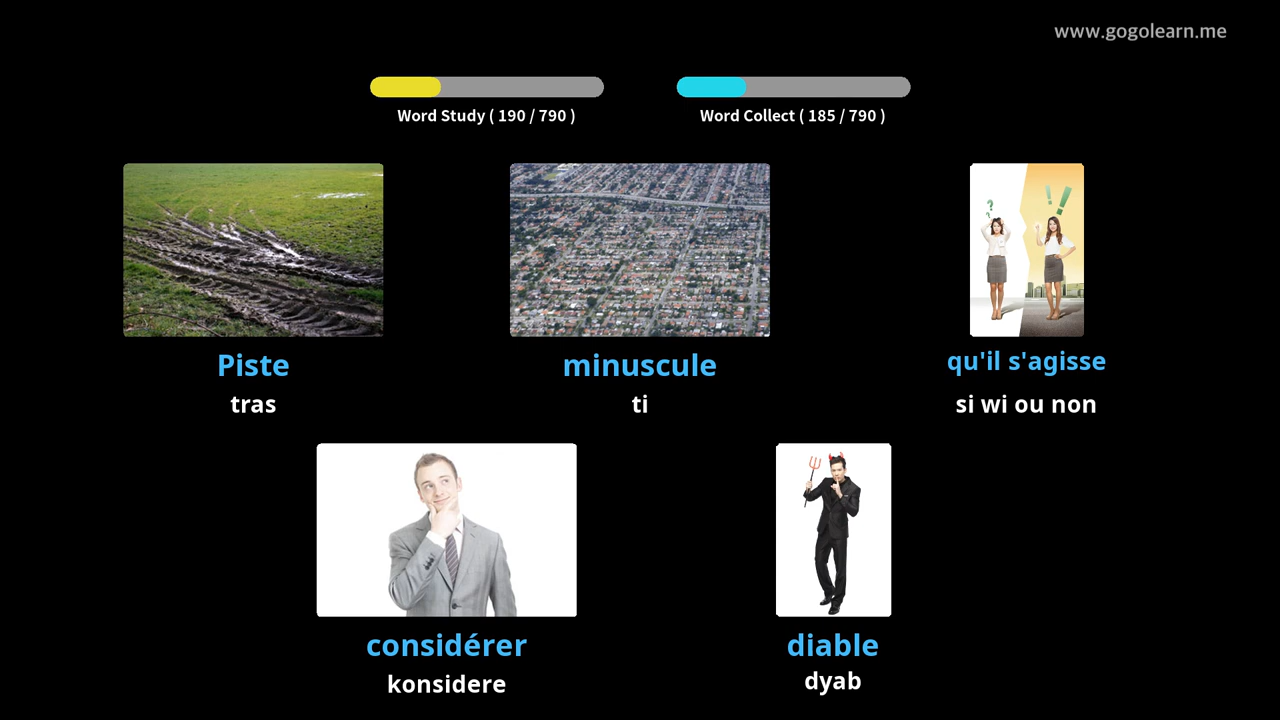 www.gogolearn.me
Word Study ( 190 / 790 )
Word Collect ( 185 / 790 )
Piste
tras
minuscule
ti
qu'il s'agisse
si wi ou non
considérer
konsidere
diable
dyab